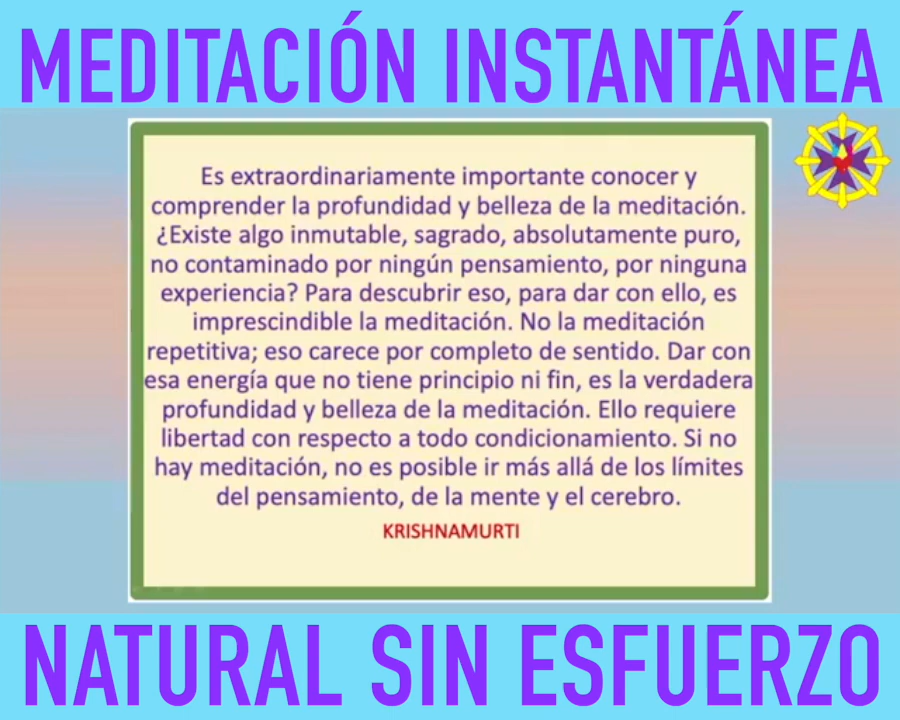 MEDITACIÓN INSTANTÁNEA
Es extraordinariamente importante conocer y
comprender la profundidad y belleza de la meditación.
¿Existe algo inmutable, sagrado, absolutamente puro,
no contaminado por ningún pensamiento, por ninguna
experiencia? Para descubrir eso, para dar con ello, es
imprescindible la meditación. No la meditación
repetitiva; eso carece por completo de sentido. Dar con
esa energía que no tiene principio ni fin, es la verdadera
profundidad y belleza de la meditación. Ello requiere
libertad con respecto a todo condicionamiento. Si no
hay meditación, no es posible ir más allá de los límites
del pensamiento, de la mente y el cerebro.
KRISHNAMURTI
NATURAL SIN ESFUERZO